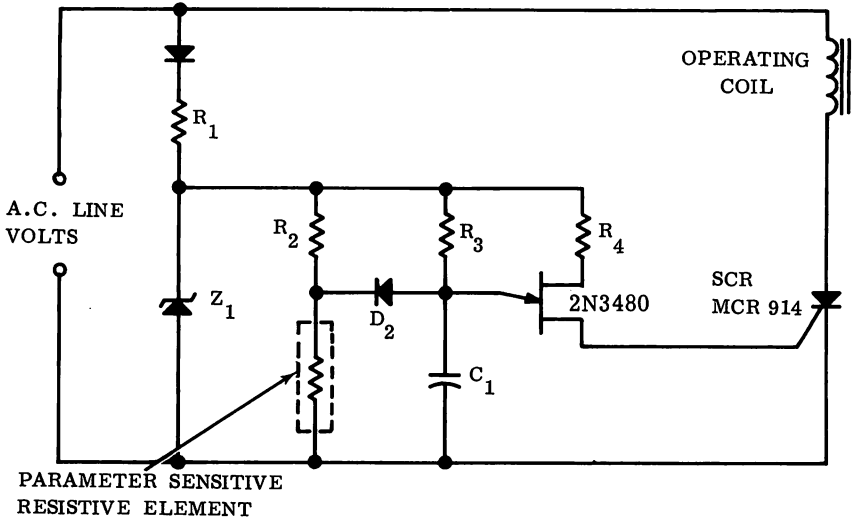 OPERATING
COIL
R1
A.C. LINE
VOLTS
R2
R3
R4
Z1
D2
2N3480
SCR
MCR 914
C1
PARAMETER SENSITIVE
RESISTIVE ELEMENT